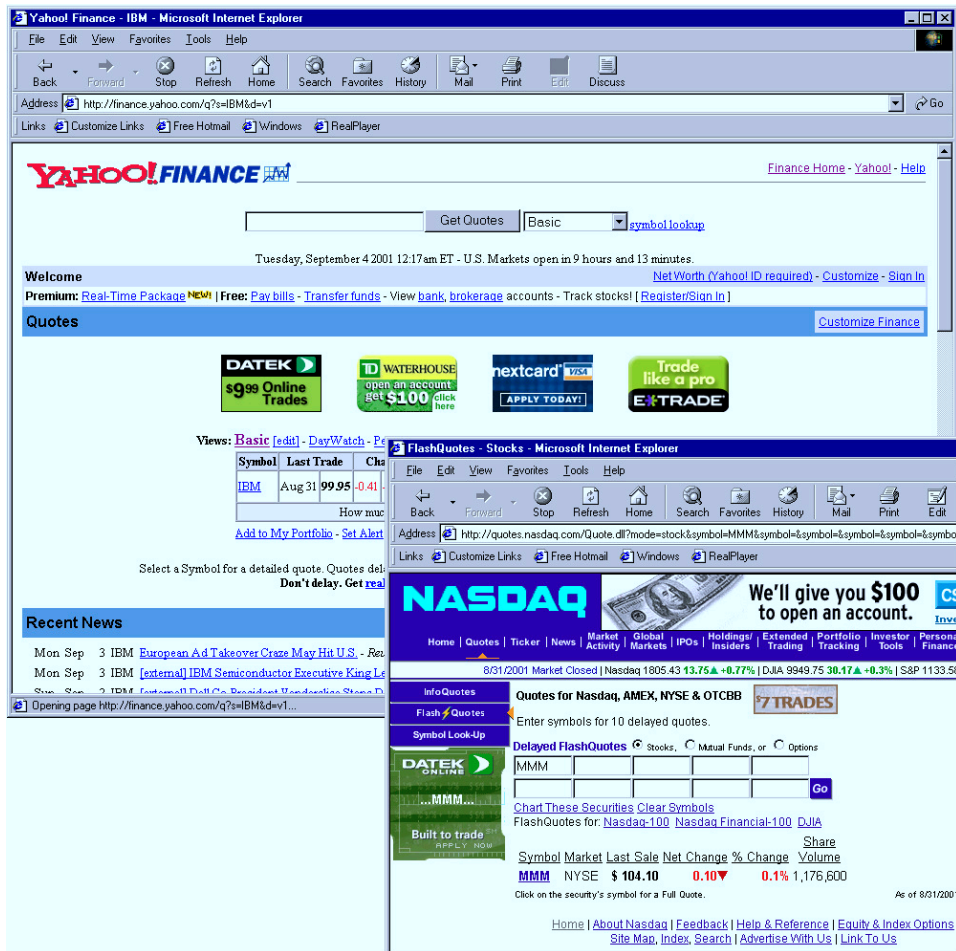 Yahoo! Finance - IBM - Microsoft Internet Explorer
File Edit View Favorites Tools Help
Back Forward Stop Refresh Home Search Favorites History Mail Print Edit Discuss
Address http://finance.yahoo.com/q?s=IBM&d=v1 Go
Links Customize Links Free Hotmail Windows RealPlayer
YAHOO! FINANCE
Finance Home - Yahoo! - Help
Get Quotes Basic symbol lookup
Tuesday, September 4 2001 12:17am ET - U.S. Markets open in 9 hours and 13 minutes.
Welcome Net Worth (Yahoo! ID required) - Customize - Sign In
Premium: Real-Time Package NEW! | Free: Pay bills - Transfer funds - View bank, brokerage accounts - Track stocks! [ Register/Sign In ]
Quotes Customize Finance
DATEK
$9.99 Online
Trades
TD WATERHOUSE
open an account
get $100 click
here
nextcard VISA
APPLY TODAY!
Trade
like a pro
E*TRADE
Views: Basic [edit] - DayWatch - Pe
Symbol Last Trade Cha
IBM Aug 31 99.95 -0.41
How muc
Add to My Portfolio - Set Alert
Select a Symbol for a detailed quote. Quotes del
Don't delay. Get real
Recent News
Mon Sep 3 IBM European Ad Takeover Craze May Hit U.S. - Reu
Mon Sep 3 IBM [external] IBM Semiconductor Executive King Le
Opening page http://finance.yahoo.com/q?s=IBM&d=v1...
FlashQuotes - Stocks - Microsoft Internet Explorer
File Edit View Favorites Tools Help
Back Forward Stop Refresh Home Search Favorites History Mail Print Edit
Address http://quotes.nasdaq.com/Quote.dll?mode=stock&symbol=MMM&symbol=&symbol=&symbol=&symbol=&symbo
Links Customize Links Free Hotmail Windows RealPlayer
NASDAQ
We'll give you $100
to open an account.
CS
Inve
Home | Quotes | Ticker | News | Market Activity | Global Markets | IPOs | Holdings/ Insiders | Extended Trading | Portfolio Tracking | Investor Tools | Persona Finance
8/31/2001 Market Closed | Nasdaq 1805.43 13.75▲ +0.77% | DJIA 9949.75 30.17▲ +0.3% | S&P 1133.58
InfoQuotes
Flash Quotes
Symbol Look-Up
Quotes for Nasdaq, AMEX, NYSE & OTCBB
$7 TRADES
Enter symbols for 10 delayed quotes.
Delayed FlashQuotes Stocks, Mutual Funds, or Options
MMM
Go
Chart These Securities Clear Symbols
FlashQuotes for: Nasdaq-100 Nasdaq Financial-100 DJIA
DATEK
ONLINE
...MMM...
Built to trade
APPLY NOW
Symbol Market Last Sale Net Change % Change Share Volume
MMM NYSE $ 104.10 0.10▼ 0.1% 1,176,600
Click on the security's symbol for a Full Quote. As of 8/31/2001
Home | About Nasdaq | Feedback | Help & Reference | Equity & Index Options
Site Map, Index, Search | Advertise With Us | Link To Us